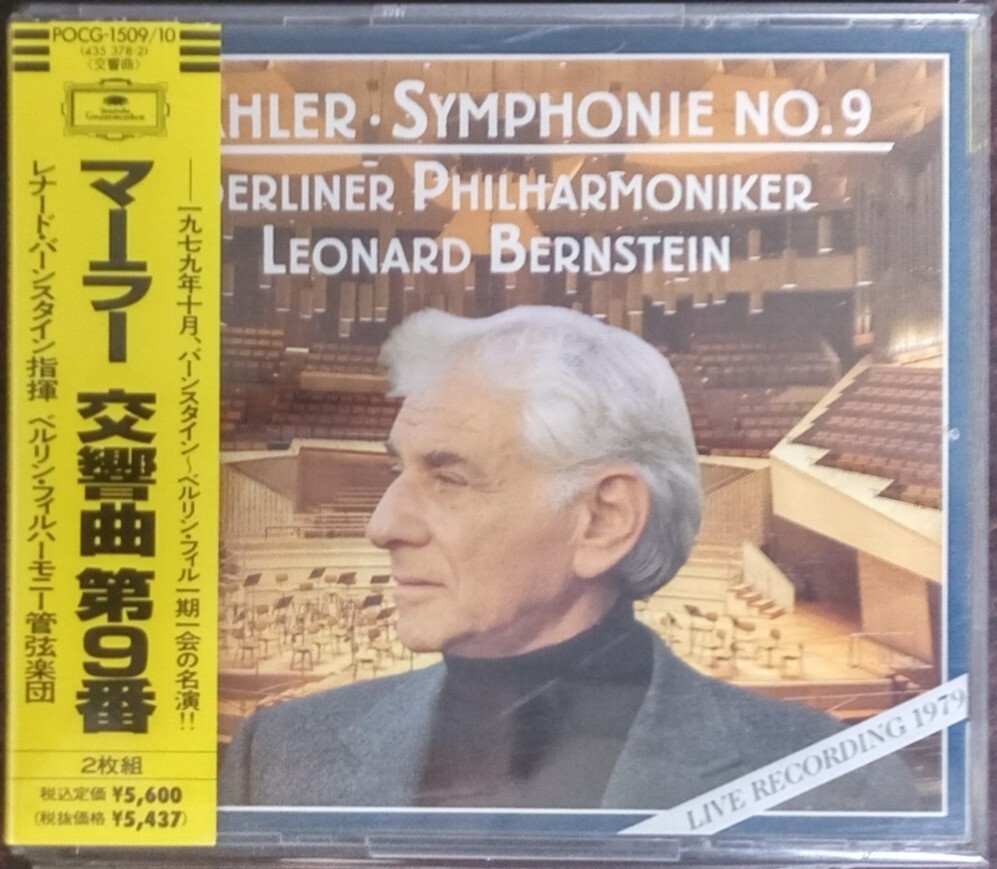 POCG-1509/10
(435 378-2)
〈交響曲〉
Deutsche
Grammophon
——一九七九年十月、バーンスタイン〜ベルリン・フィル一期一会の名演!!
マーラー 交響曲 第9番
レナード・バーンスタイン指揮 ベルリン・フィルハーモニー管弦楽団
2枚組
税込定価 ¥5,600
(税抜価格 ¥5,437)
AHLER · SYMPHONIE NO. 9
BERLINER PHILHARMONIKER
LEONARD BERNSTEIN
LIVE RECORDING 1979